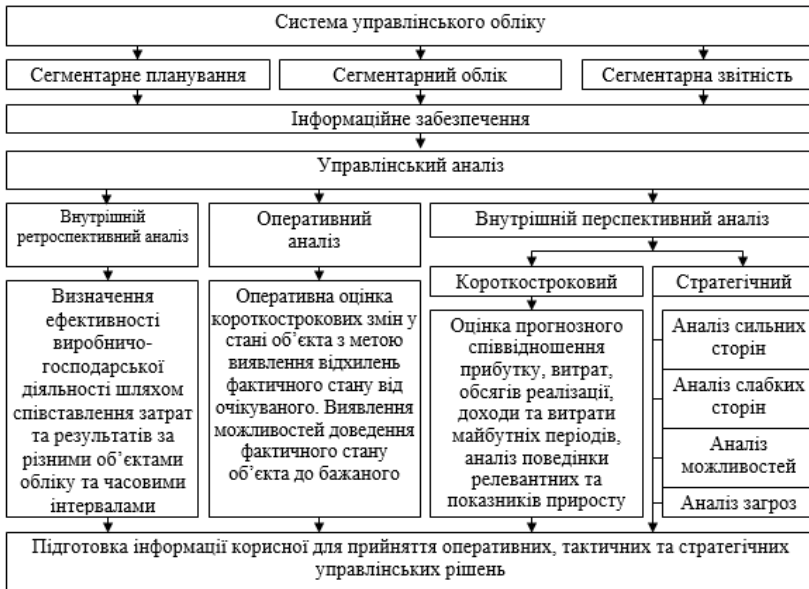 Система управлінського обліку
Сегментарне планування
Сегментарний облік
Сегментарна звітність
Інформаційне забезпечення
Управлінський аналіз
Внутрішній
ретроспективний аналіз
Оперативний
аналіз
Внутрішній перспективний аналіз
Короткостроковий
Стратегічний
Визначення
ефективності
виробничо-
господарської
діяльності шляхом
співставлення затрат
та результатів за
різними об’єктами
обліку та часовими
інтервалами
Оперативна оцінка
короткострокових змін у
стані об’єкта з метою
виявлення відхилень
фактичного стану від
очікуваного. Виявлення
можливостей доведення
фактичного стану
об’єкта до бажаного
Оцінка прогнозного
співвідношення
прибутку, витрат,
обсягів реалізації,
доходи та витрати
майбутніх періодів,
аналіз поведінки
релевантних та
показників приросту
Аналіз сильних
сторін
Аналіз слабких
сторін
Аналіз
можливостей
Аналіз загроз
Підготовка інформації корисної для прийняття оперативних, тактичних та стратегічних
управлінських рішень